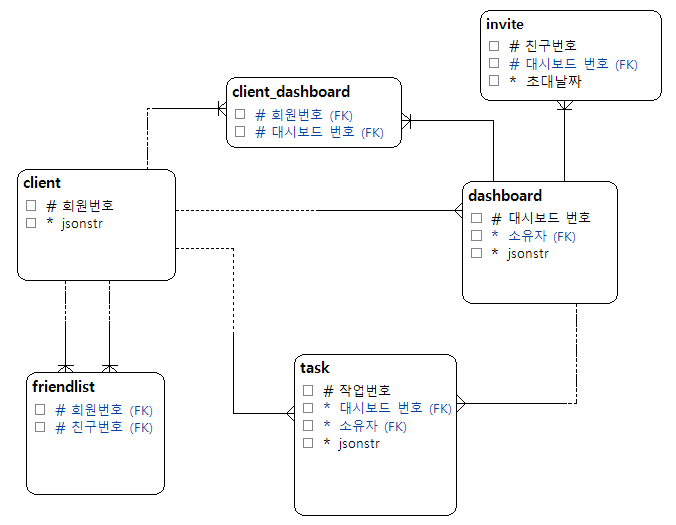 invite
# 친구번호
# 대시보드 번호 (FK)
* 초대날짜
client_dashboard
# 회원번호 (FK)
# 대시보드 번호 (FK)
client
# 회원번호
* jsonstr
dashboard
# 대시보드 번호
* 소유자 (FK)
* jsonstr
task
# 작업번호
* 대시보드 번호 (FK)
* 소유자 (FK)
* jsonstr
friendlist
# 회원번호 (FK)
# 친구번호 (FK)